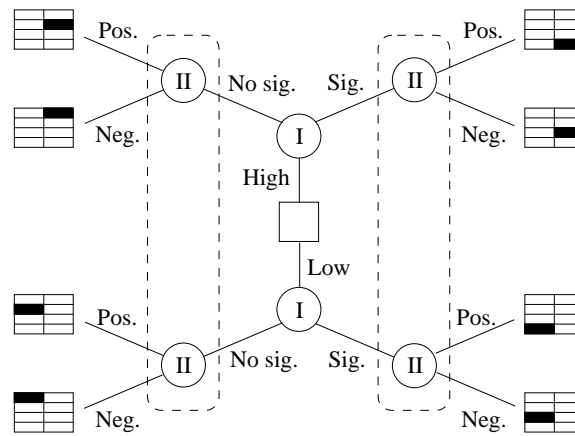 Pos.
Pos.
II
No sig.
Sig.
II
Neg.
I
Neg.
High
Low
I
Pos.
Pos.
II
No sig.
Sig.
II
Neg.
Neg.